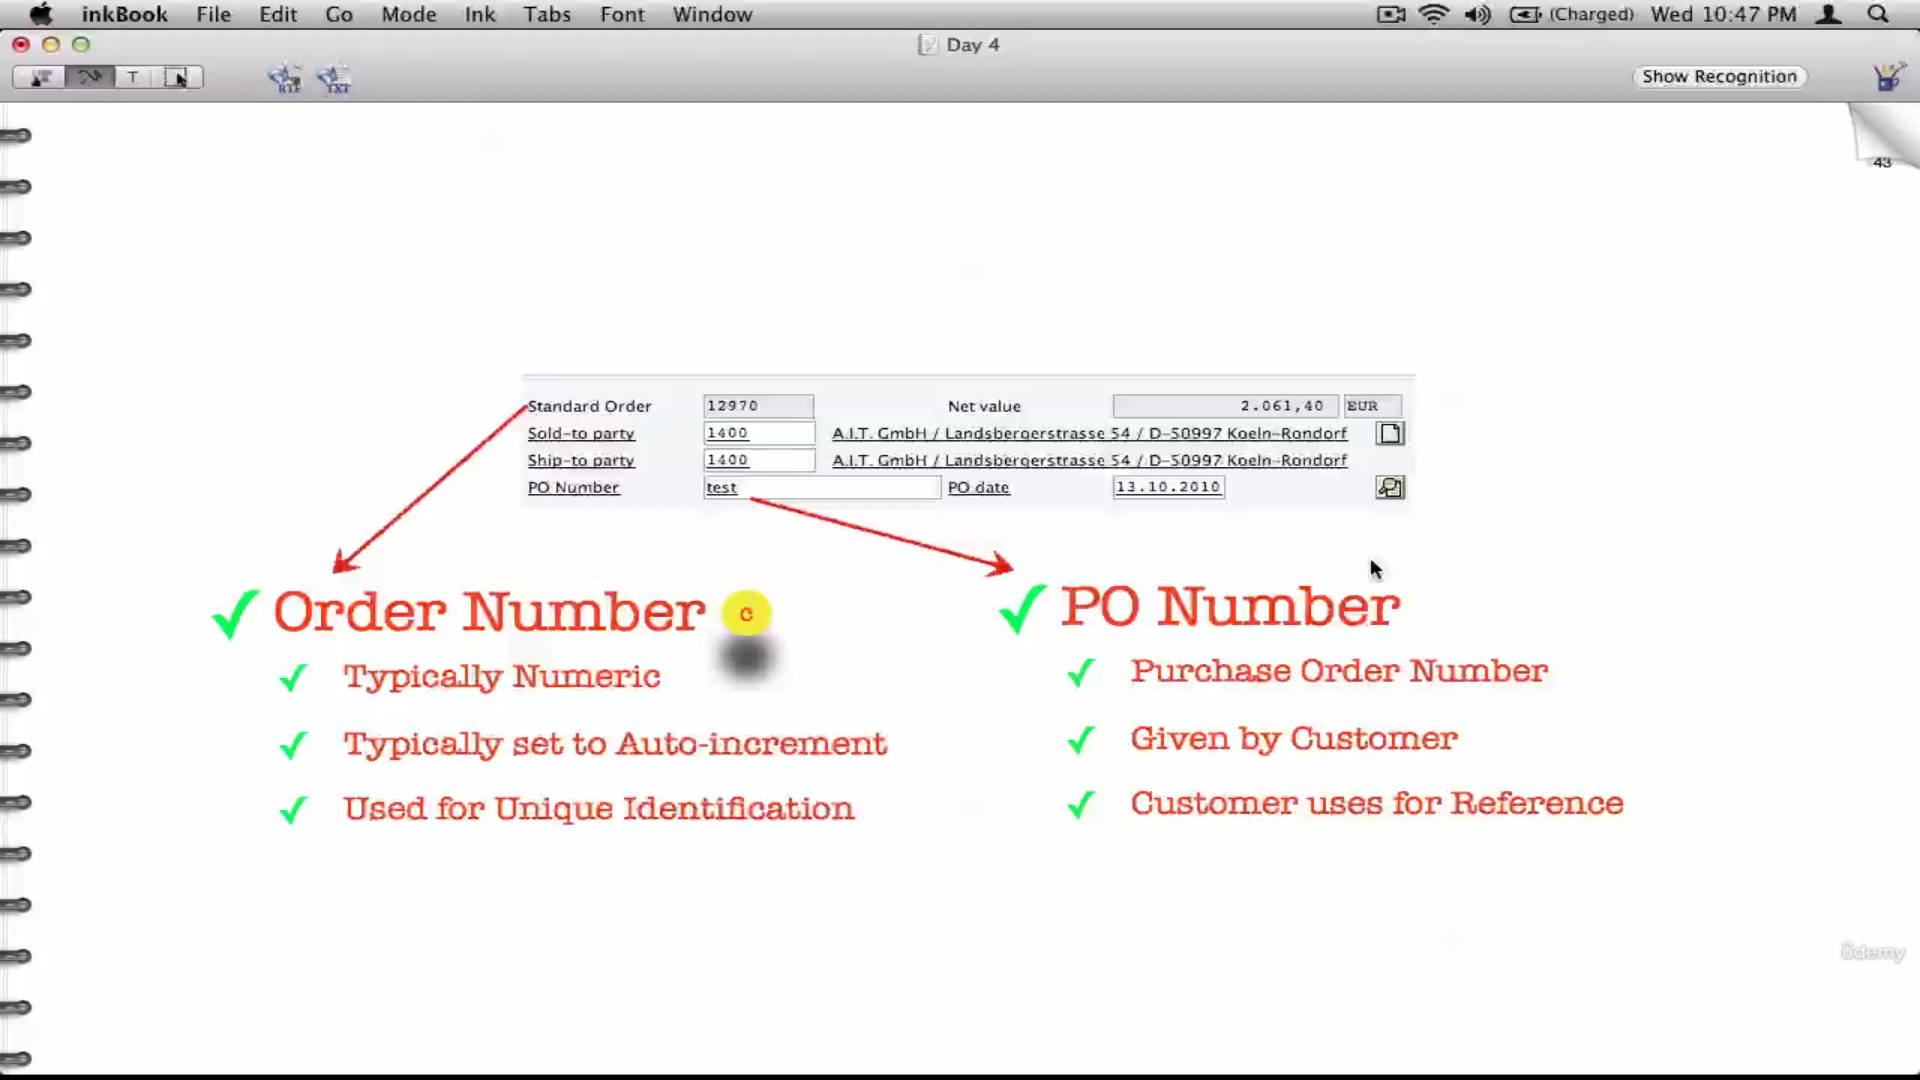 inkBook File Edit Go Mode Ink Tabs Font Window (Charged) Wed 10:47 PM
Day 4
T RTF TXT Show Recognition
43
Standard Order 12970 Net value 2.061,40 EUR
Sold-to party 1400 A.I.T. GmbH / Landsbergerstrasse 54 / D-50997 Koeln-Rondorf
Ship-to party 1400 A.I.T. GmbH / Landsbergerstrasse 54 / D-50997 Koeln-Rondorf
PO Number test PO date 13.10.2010
Order Number c
Typically Numeric
Typically set to Auto-increment
Used for Unique Identification
PO Number
Purchase Order Number
Given by Customer
Customer uses for Reference
ûdemy